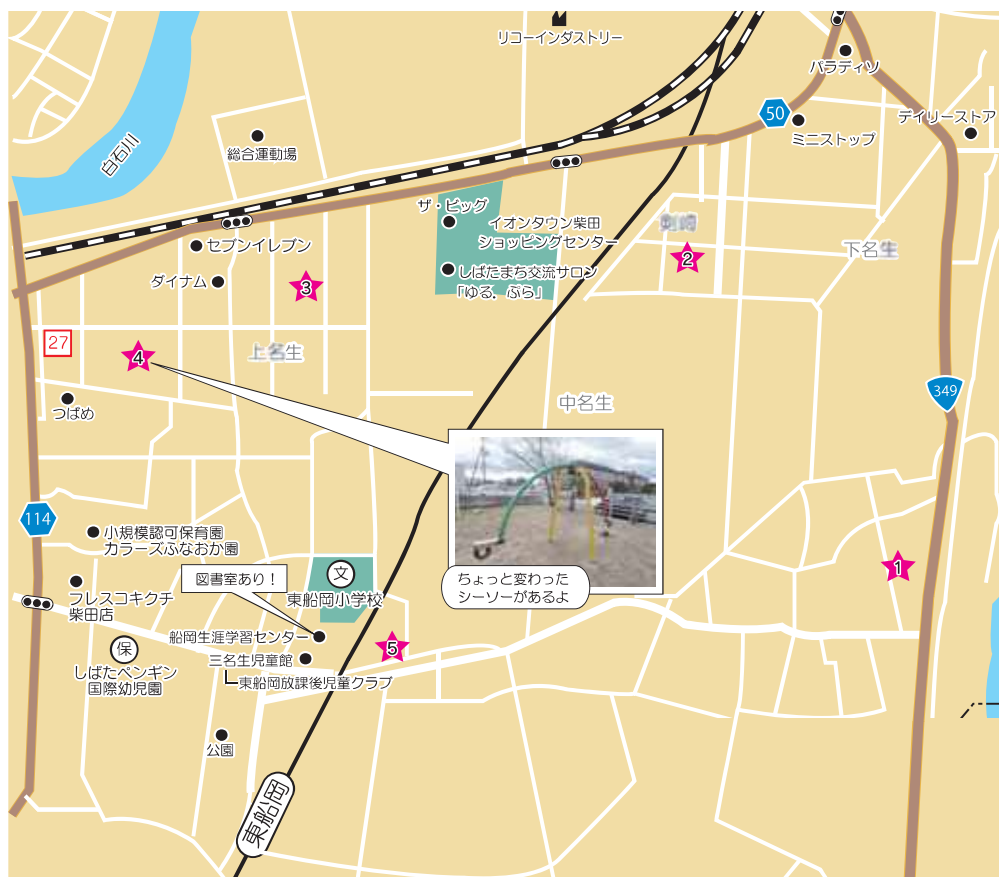 リコーインダストリー
パラディソ
50
ミニストップ
デイリーストア
白石川
総合運動場
ザ・ビッグ
イオンタウン柴田
ショッピングセンター
剣崎
2
下名生
セブンイレブン
ダイナム
3
しばたまち交流サロン
「ゆる．ぷら」
27
4
上名生
つばめ
中名生
349
114
小規模認可保育園
カラーズふなおか園
図書室あり！
文
東船岡小学校
ちょっと変わった
シーソーがあるよ
1
フレスコキクチ
柴田店
保
しばたペンギン
国際幼児園
船岡生涯学習センター
三名生児童館
東船岡放課後児童クラブ
5
公園
東船岡